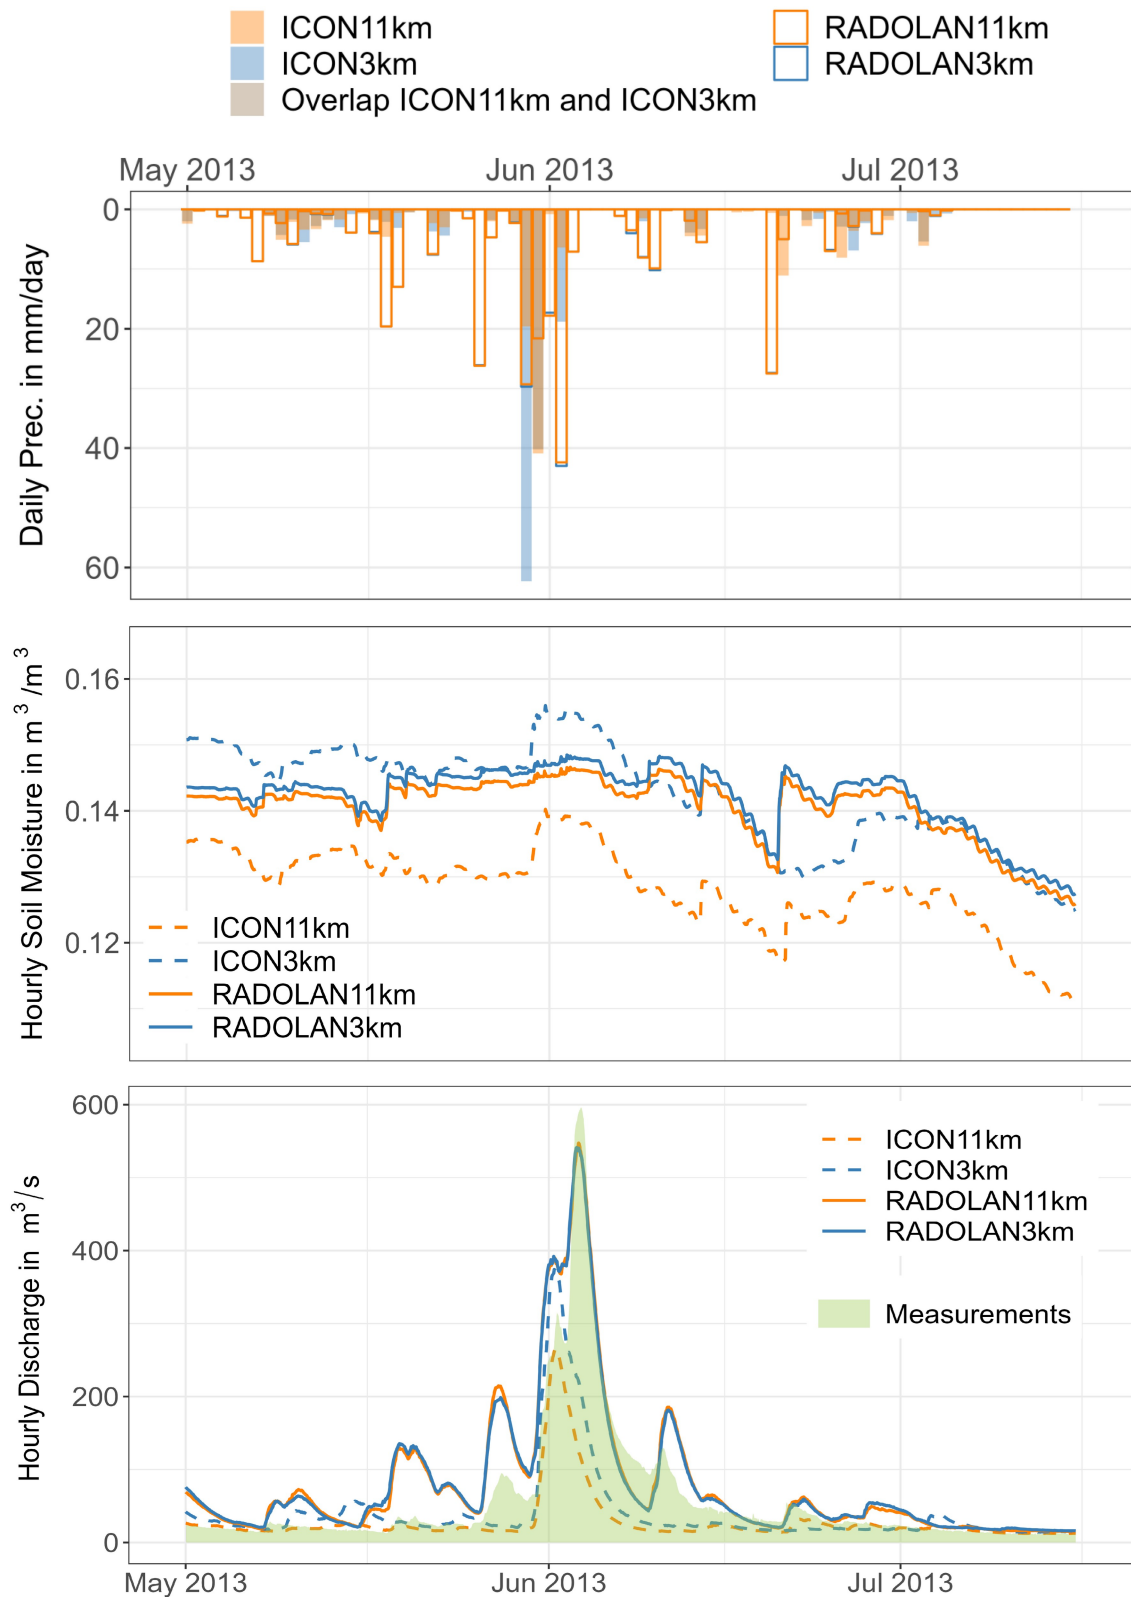 ICON11km
RADOLAN11km
ICON3km
RADOLAN3km
Overlap ICON11km and ICON3km
May 2013
Jun 2013
Jul 2013
0
20
40
60
Daily Prec. in mm/day
0.16
0.14
0.12
Hourly Soil Moisture in m³/m³
ICON11km
ICON3km
RADOLAN11km
RADOLAN3km
600
400
200
0
Hourly Discharge in m³/s
ICON11km
ICON3km
RADOLAN11km
RADOLAN3km
Measurements
May 2013
Jun 2013
Jul 2013